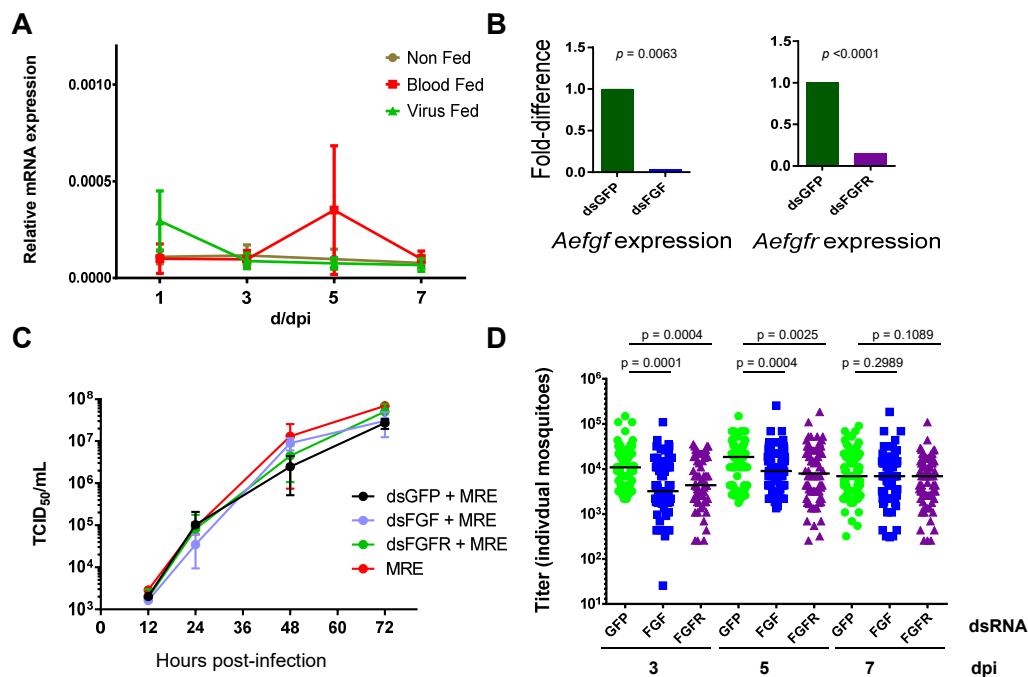 A
Relative mRNA expression
0.0010
0.0005
0.0000
1 3 5 7
d/dpi
Non Fed
Blood Fed
Virus Fed
B
Fold-difference
1.5
1.0
0.5
0.0
p = 0.0063
dsGFP dsFGF
Aefgf expression
1.5
1.0
0.5
0.0
p <0.0001
dsGFP dsFGFR
Aefgfr expression
C
TCID50/mL
10^8
10^7
10^6
10^5
10^4
10^3
0 12 24 36 48 60 72
Hours post-infection
dsGFP + MRE
dsFGF + MRE
dsFGFR + MRE
MRE
D
p = 0.0004 p = 0.0025 p = 0.1089
p = 0.0001 p = 0.0004 p = 0.2989
Titer (indivdual mosquitoes)
10^6
10^5
10^4
10^3
10^2
10^1
GFP FGF FGFR GFP FGF FGFR GFP FGF FGFR dsRNA
3 5 7 dpi